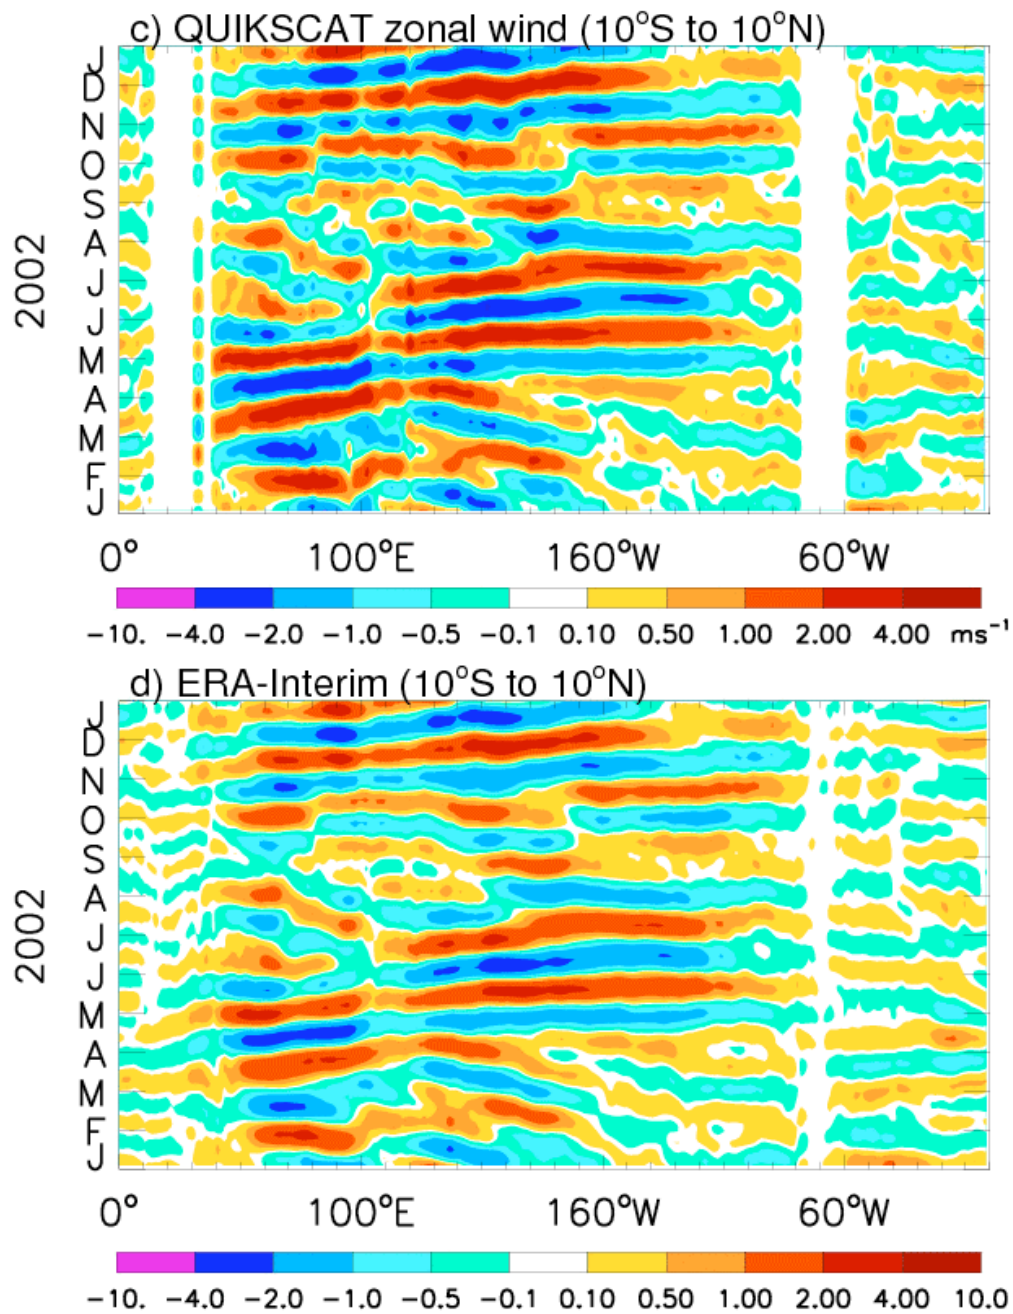 c) QUIKSCAT zonal wind (10°S to 10°N)
J
D
N
O
S
A
J
J
M
A
M
F
J
2002
0° 100°E 160°W 60°W
-10. -4.0 -2.0 -1.0 -0.5 -0.1 0.10 0.50 1.00 2.00 4.00 ms⁻¹
d) ERA-Interim (10°S to 10°N)
J
D
N
O
S
A
J
J
M
A
M
F
J
2002
0° 100°E 160°W 60°W
-10. -4.0 -2.0 -1.0 -0.5 -0.1 0.10 0.50 1.00 2.00 4.00 10.0